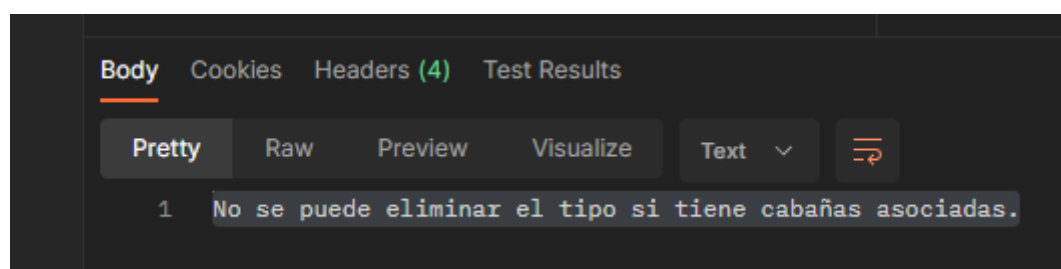 Body Cookies Headers (4) Test Results
Pretty Raw Preview Visualize Text
1 No se puede eliminar el tipo si tiene cabañas asociadas.